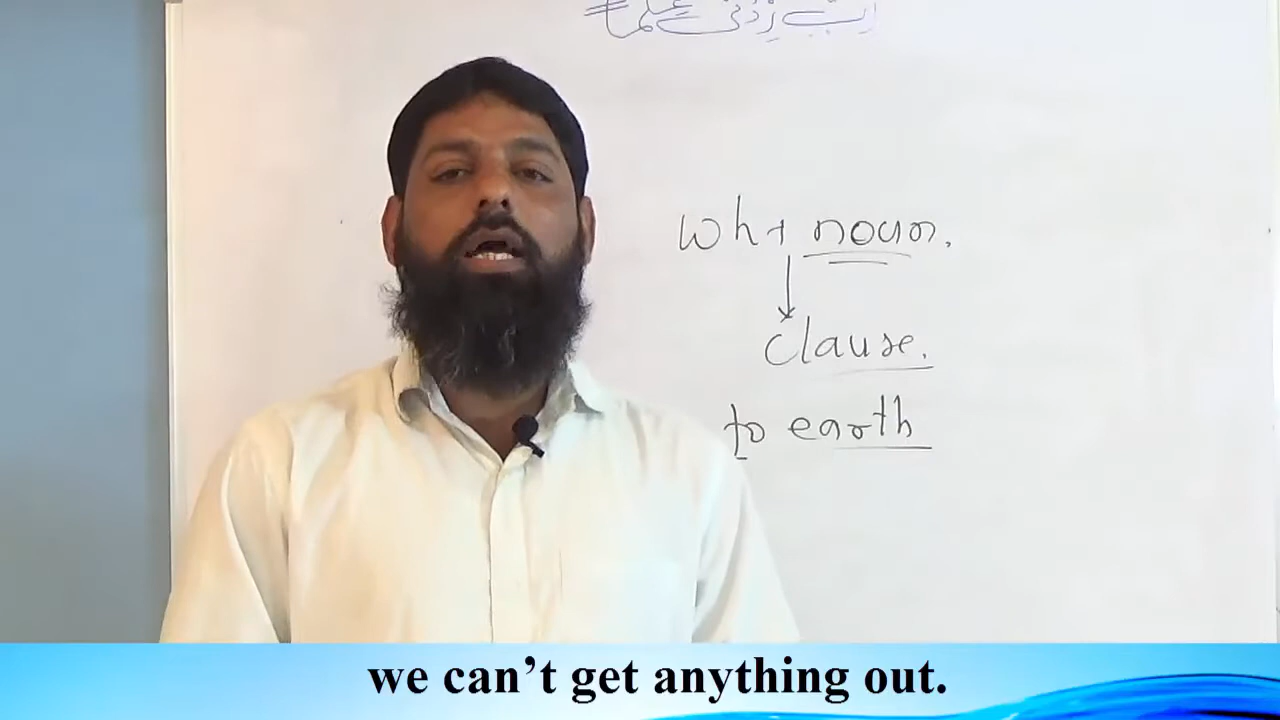 زِدْنِی عِلْمًا
wh + noun.
clause.
to earth
we can’t get anything out.